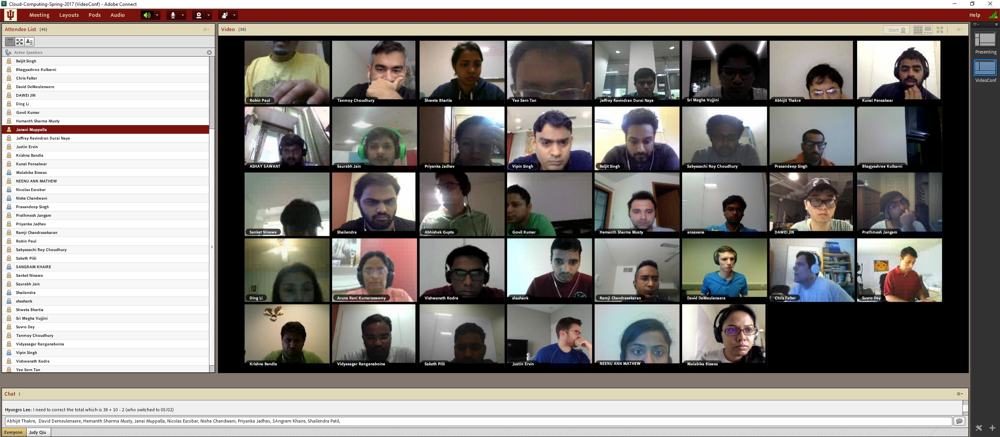 Cloud-Computing-Spring-2017 (VideoConf) - Adobe Connect
Meeting Layouts Pods Audio Help
Attendee List (45)
Active Speakers
Baljit Singh
Bhagyashree Kulkarni
Chris Falter
David DeMeulenaere
DAWEI JIN
Ding Li
Govil Kumar
Hemanth Sharma Musty
Janani Muppalla
Jeffrey Ravindran Durai Naya
Justin Ervin
Krishna Bandla
Kunal Pensalwar
Malabika Biswas
NEENU ANN MATHEW
Nicolas Escobar
Nisha Chandwani
Prasandeep Singh
Prathmesh Jangam
Priyanka Jadhav
Ramji Chandrasekaran
Robin Paul
Sabyasachi Roy Choudhury
Saketh Pilli
SANGRAM KHAIRE
Sanket Ninawe
Saurabh Jain
Shailendra
shashank
Shweta Bhartia
Sri Megha Vujjini
Suvro Dey
Tanmoy Choudhury
Vidyasagar Ranganaboina
Vipin Singh
Vishwanath Kodre
Yee Sern Tan
Video (38) Start
Robin Paul Tanmoy Choudhury Shweta Bhartia Yee Sern Tan Jeffrey Ravindran Durai Naya Sri Megha Vujjini Abhijit Thakre Kunal Pensalwar
ASHAY SAWANT Saurabh Jain Priyanka Jadhav Vipin Singh Baljit Singh Sabyasachi Roy Choudhury Prasandeep Singh Bhagyashree Kulkarni
Sanket Ninawe Shailendra Abhishek Gupta Govil Kumar Hemanth Sharma Musty ansaxena DAWEI JIN Prathmesh Jangam
Ding Li Aruna Rani Kumaraswamy Vishwanath Kodre shashank Ramji Chandrasekaran David DeMeulenaere Chris Falter Suvro Dey
Krishna Bandla Vidyasagar Ranganaboina Saketh Pilli Justin Ervin NEENU ANN MATHEW Malabika Biswas
Presenting
VideoConf
Chat (
Hyungro Lee: I need to correct the total which is 38 + 10 - 2 (who switched to 05/02)
Abhijit Thakre, David Demeulenaere, Hemanth Sharma Musty, Janai Muppalla, Nicolas Escobar, Nisha Chandwani, Priyanka Jadhav, SAngram Khaire, Shailendra Patil,
Everyone Judy Qiu